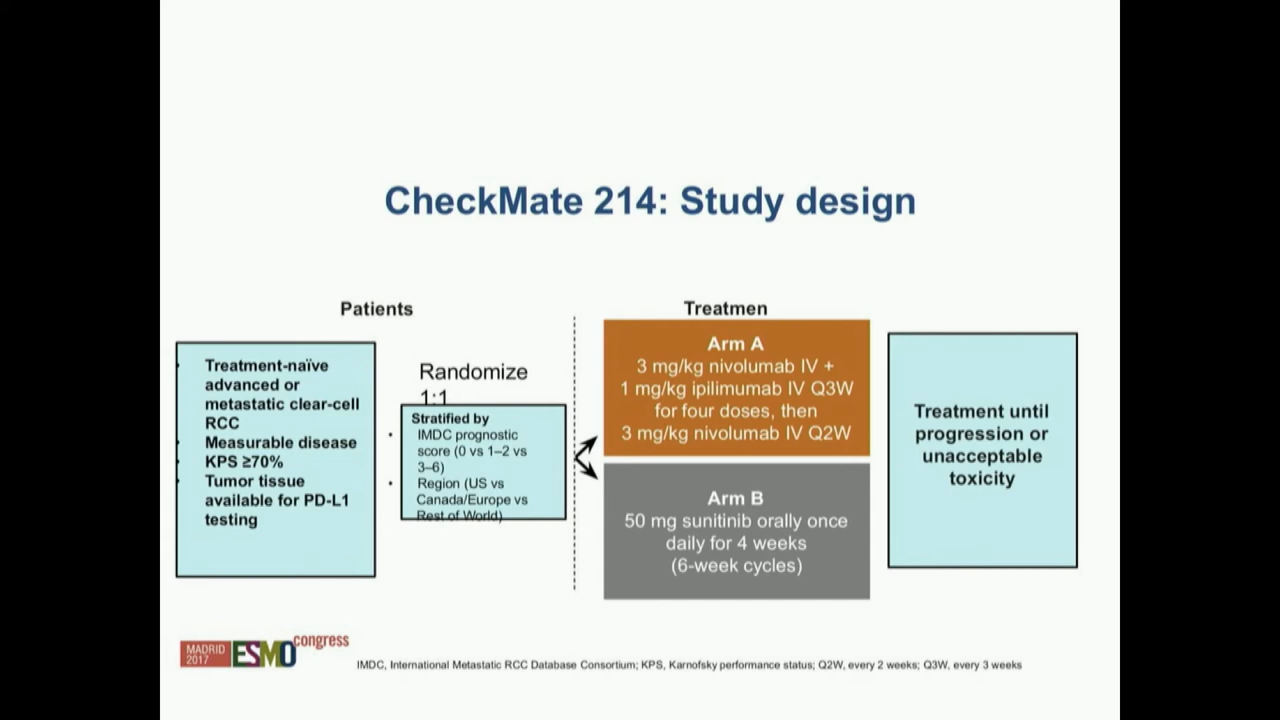 CheckMate 214: Study design
Patients
Treatmen
Treatment-naïve
advanced or
metastatic clear-cell
RCC
Measurable disease
KPS ≥70%
Tumor tissue
available for PD-L1
testing
Randomize
1:1
Stratified by
• IMDC prognostic
score (0 vs 1–2 vs
3–6)
• Region (US vs
Canada/Europe vs
Rest of World)
Arm A
3 mg/kg nivolumab IV +
1 mg/kg ipilimumab IV Q3W
for four doses, then
3 mg/kg nivolumab IV Q2W
Arm B
50 mg sunitinib orally once
daily for 4 weeks
(6-week cycles)
Treatment until
progression or
unacceptable
toxicity
MADRID
2017
ESMO
congress
IMDC, International Metastatic RCC Database Consortium; KPS, Karnofsky performance status; Q2W, every 2 weeks; Q3W, every 3 weeks